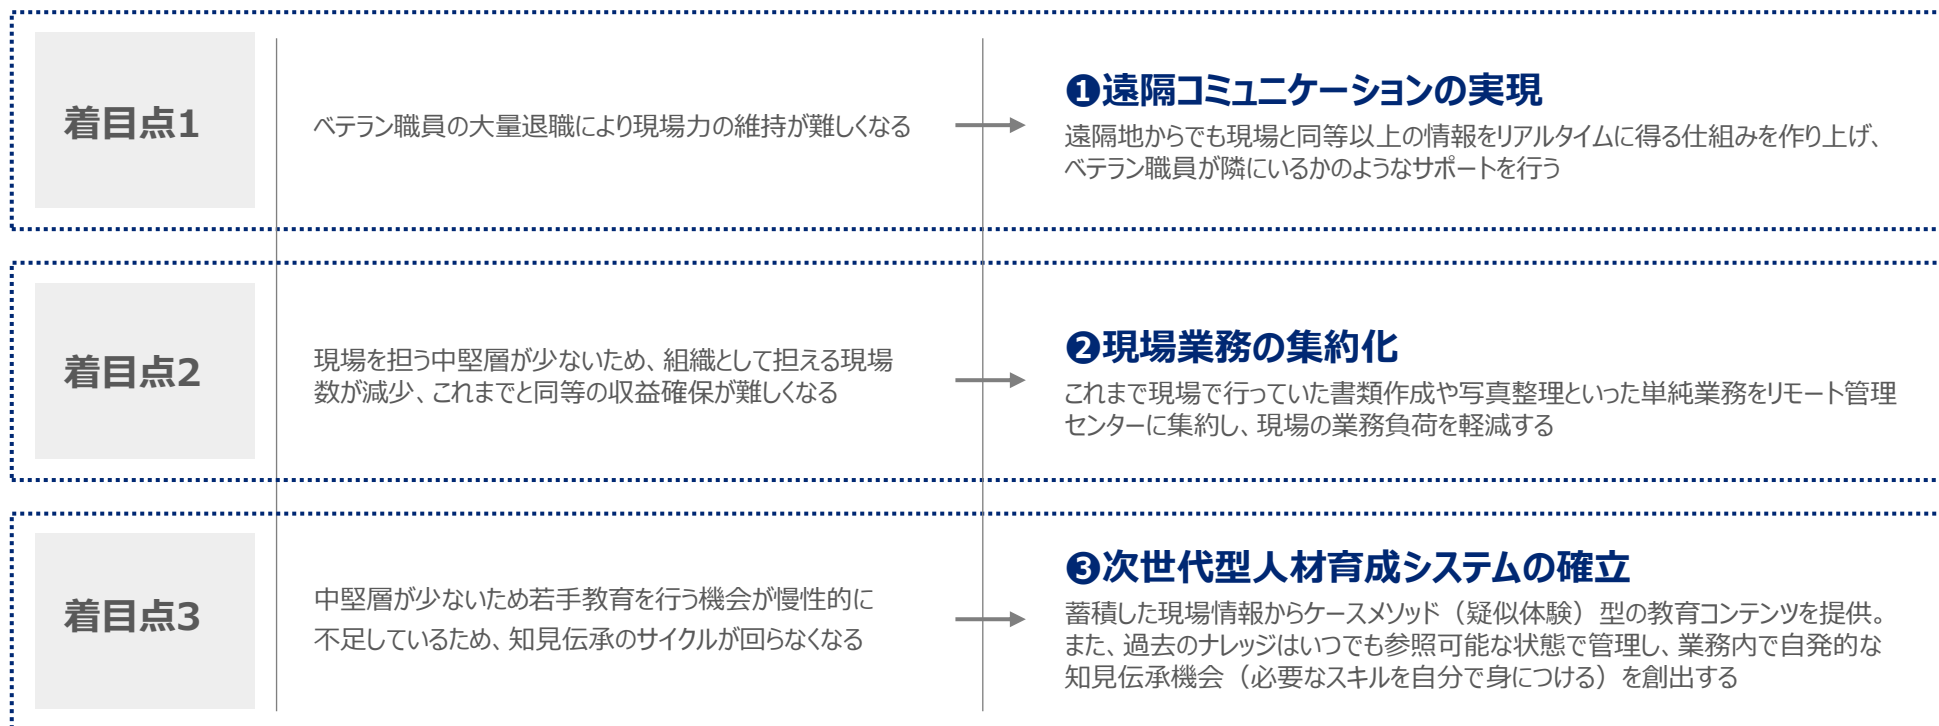 着目点1
ベテラン職員の大量退職により現場力の維持が難しくなる
❶遠隔コミュニケーションの実現
遠隔地からでも現場と同等以上の情報をリアルタイムに得る仕組みを作り上げ、
ベテラン職員が隣にいるかのようなサポートを行う
着目点2
現場を担う中堅層が少ないため、組織として担える現場
数が減少、これまでと同等の収益確保が難しくなる
❷現場業務の集約化
これまで現場で行っていた書類作成や写真整理といった単純業務をリモート管理
センターに集約し、現場の業務負荷を軽減する
着目点3
中堅層が少ないため若手教育を行う機会が慢性的に
不足しているため、知見伝承のサイクルが回らなくなる
❸次世代型人材育成システムの確立
蓄積した現場情報からケースメソッド（疑似体験）型の教育コンテンツを提供。
また、過去のナレッジはいつでも参照可能な状態で管理し、業務内で自発的な
知見伝承機会（必要なスキルを自分で身につける）を創出する